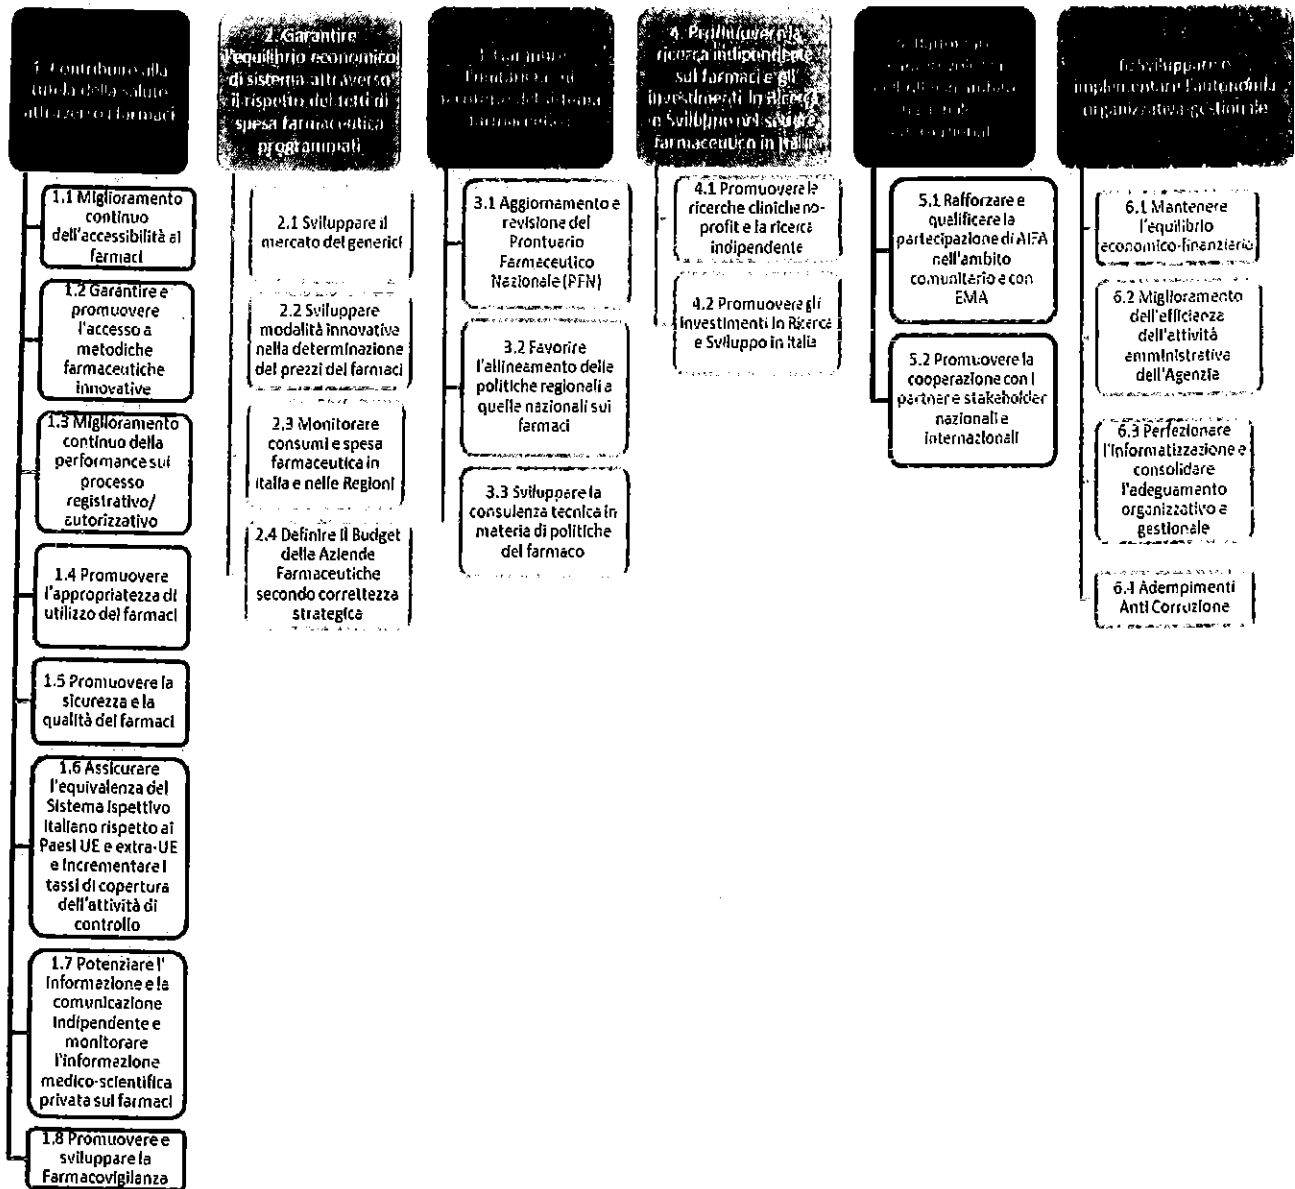 1. Contribuire alla
tutela della salute
attraverso i farmaci
1.1 Miglioramento
continuo
dell'accessibilità ai
farmaci
1.2 Garantire e
promuovere
l'accesso a
metodiche
farmaceutiche
innovative
1.3 Miglioramento
continuo della
performance sul
processo
registrativo/
autorizzativo
1.4 Promuovere
l'appropriatezza di
utilizzo dei farmaci
1.5 Promuovere la
sicurezza e la
qualità dei farmaci
1.6 Assicurare
l'equivalenza del
Sistema Ispettivo
Italiano rispetto ai
Paesi UE e extra-UE
e incrementare i
tassi di copertura
dell'attività di
controllo
1.7 Potenziare l'
informazione e la
comunicazione
indipendente e
monitorare
l'informazione
medico-scientifica
privata sui farmaci
1.8 Promuovere e
sviluppare la
Farmacovigilanza
2. Garantire
l'equilibrio economico
di sistema attraverso
il rispetto dei tetti di
spesa farmaceutica
programmati
2.1 Sviluppare il
mercato dei generici
2.2 Sviluppare
modalità innovative
nella determinazione
dei prezzi dei farmaci
2.3 Monitorare
consumi e spesa
farmaceutica in
Italia e nelle Regioni
2.4 Definire il Budget
delle Aziende
Farmaceutiche
secondo correttezza
strategica
farmaceutico
3.1 Aggiornamento e
revisione del
Prontuario
Farmaceutico
Nazionale (PFN)
3.2 Favorire
l'allineamento delle
politiche regionali a
quelle nazionali sui
farmaci
3.3 Sviluppare la
consulenza tecnica in
materia di politiche
del farmaco
4. Promuovere la
ricerca indipendente
sui farmaci e gli
investimenti in Ricerca
e Sviluppo nel settore
farmaceutico in Italia
4.1 Promuovere le
ricerche cliniche no-
profit e la ricerca
indipendente
4.2 Promuovere gli
investimenti in Ricerca
e Sviluppo in Italia
5.1 Rafforzare e
qualificare la
partecipazione di AIFA
nell'ambito
comunitario e con
EMA
5.2 Promuovere la
cooperazione con i
partner e stakeholder
nazionali e
internazionali
6. Sviluppare e
implementare l'autonomia
organizzativa-gestionale
6.1 Mantenere
l'equilibrio
economico-finanziario
6.2 Miglioramento
dell'efficienza
dell'attività
amministrativa
dell'Agenzia
6.3 Perfezionare
l'informatizzazione e
consolidare
l'adeguamento
organizzativo e
gestionale
6.4 Adempimenti
Anti Corruzione